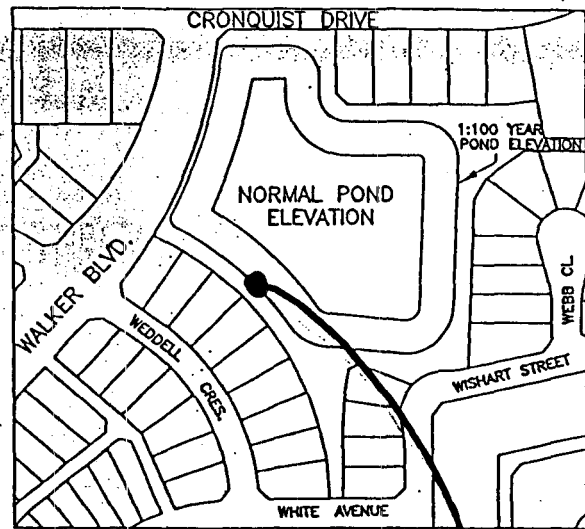 CRONQUIST DRIVE
1:100 YEAR
POND ELEVATION
NORMAL POND
ELEVATION
WALKER BLVD.
WEBB CL.
WEDDELL CRES.
WISHART STREET
WHITE AVENUE